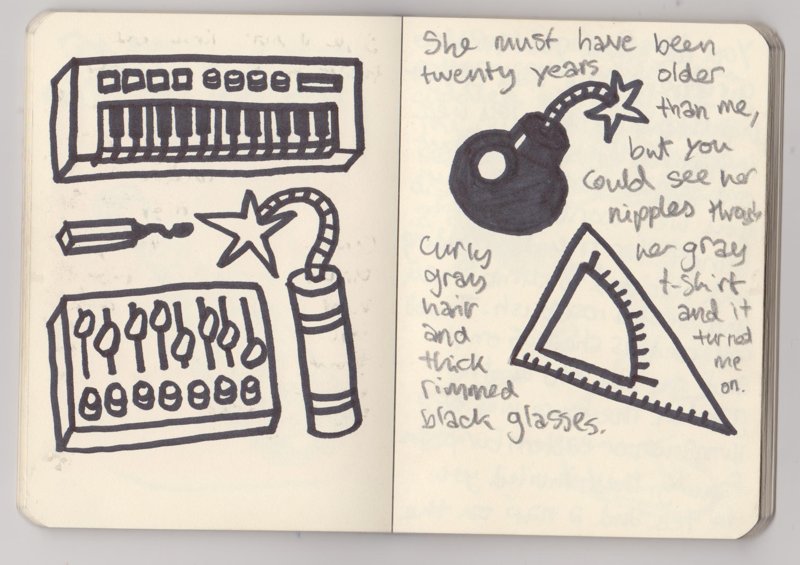 She must have been
twenty years older
than me,
but you
could see her
nipples through
her gray
t-shirt
and it
turned
me
on.
curly
gray
hair
and
thick
rimmed
black glasses.